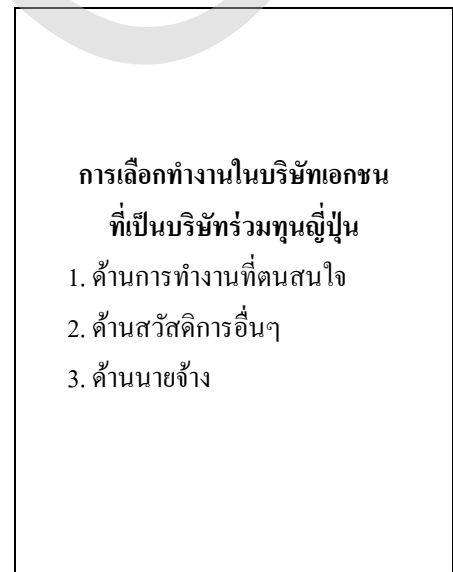 การเลือกทำงานในบริษัทเอกชน
ที่เป็นบริษัทร่วมทุนญี่ปุ่น
1. ด้านการทำงานที่ตนสนใจ
2. ด้านสวัสดิการอื่นๆ
3. ด้านนายจ้าง